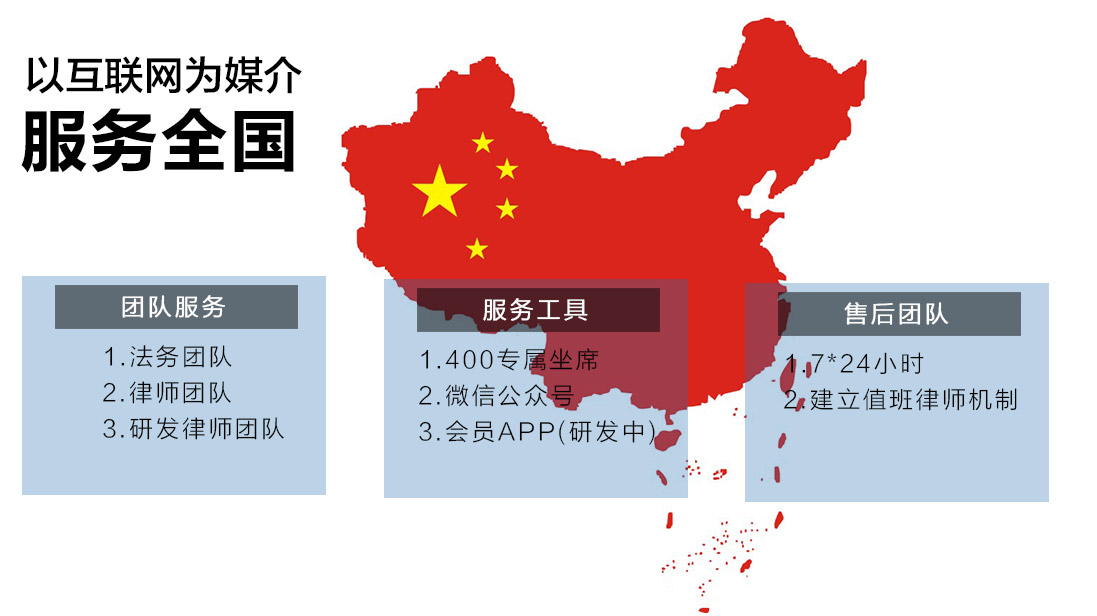 以互联网为媒介
服务全国
团队服务
1.法务团队
2.律师团队
3.研发律师团队
服务工具
1.400专属坐席
2.微信公众号
3.会员APP(研发中)
售后团队
1.7*24小时
2.建立值班律师机制